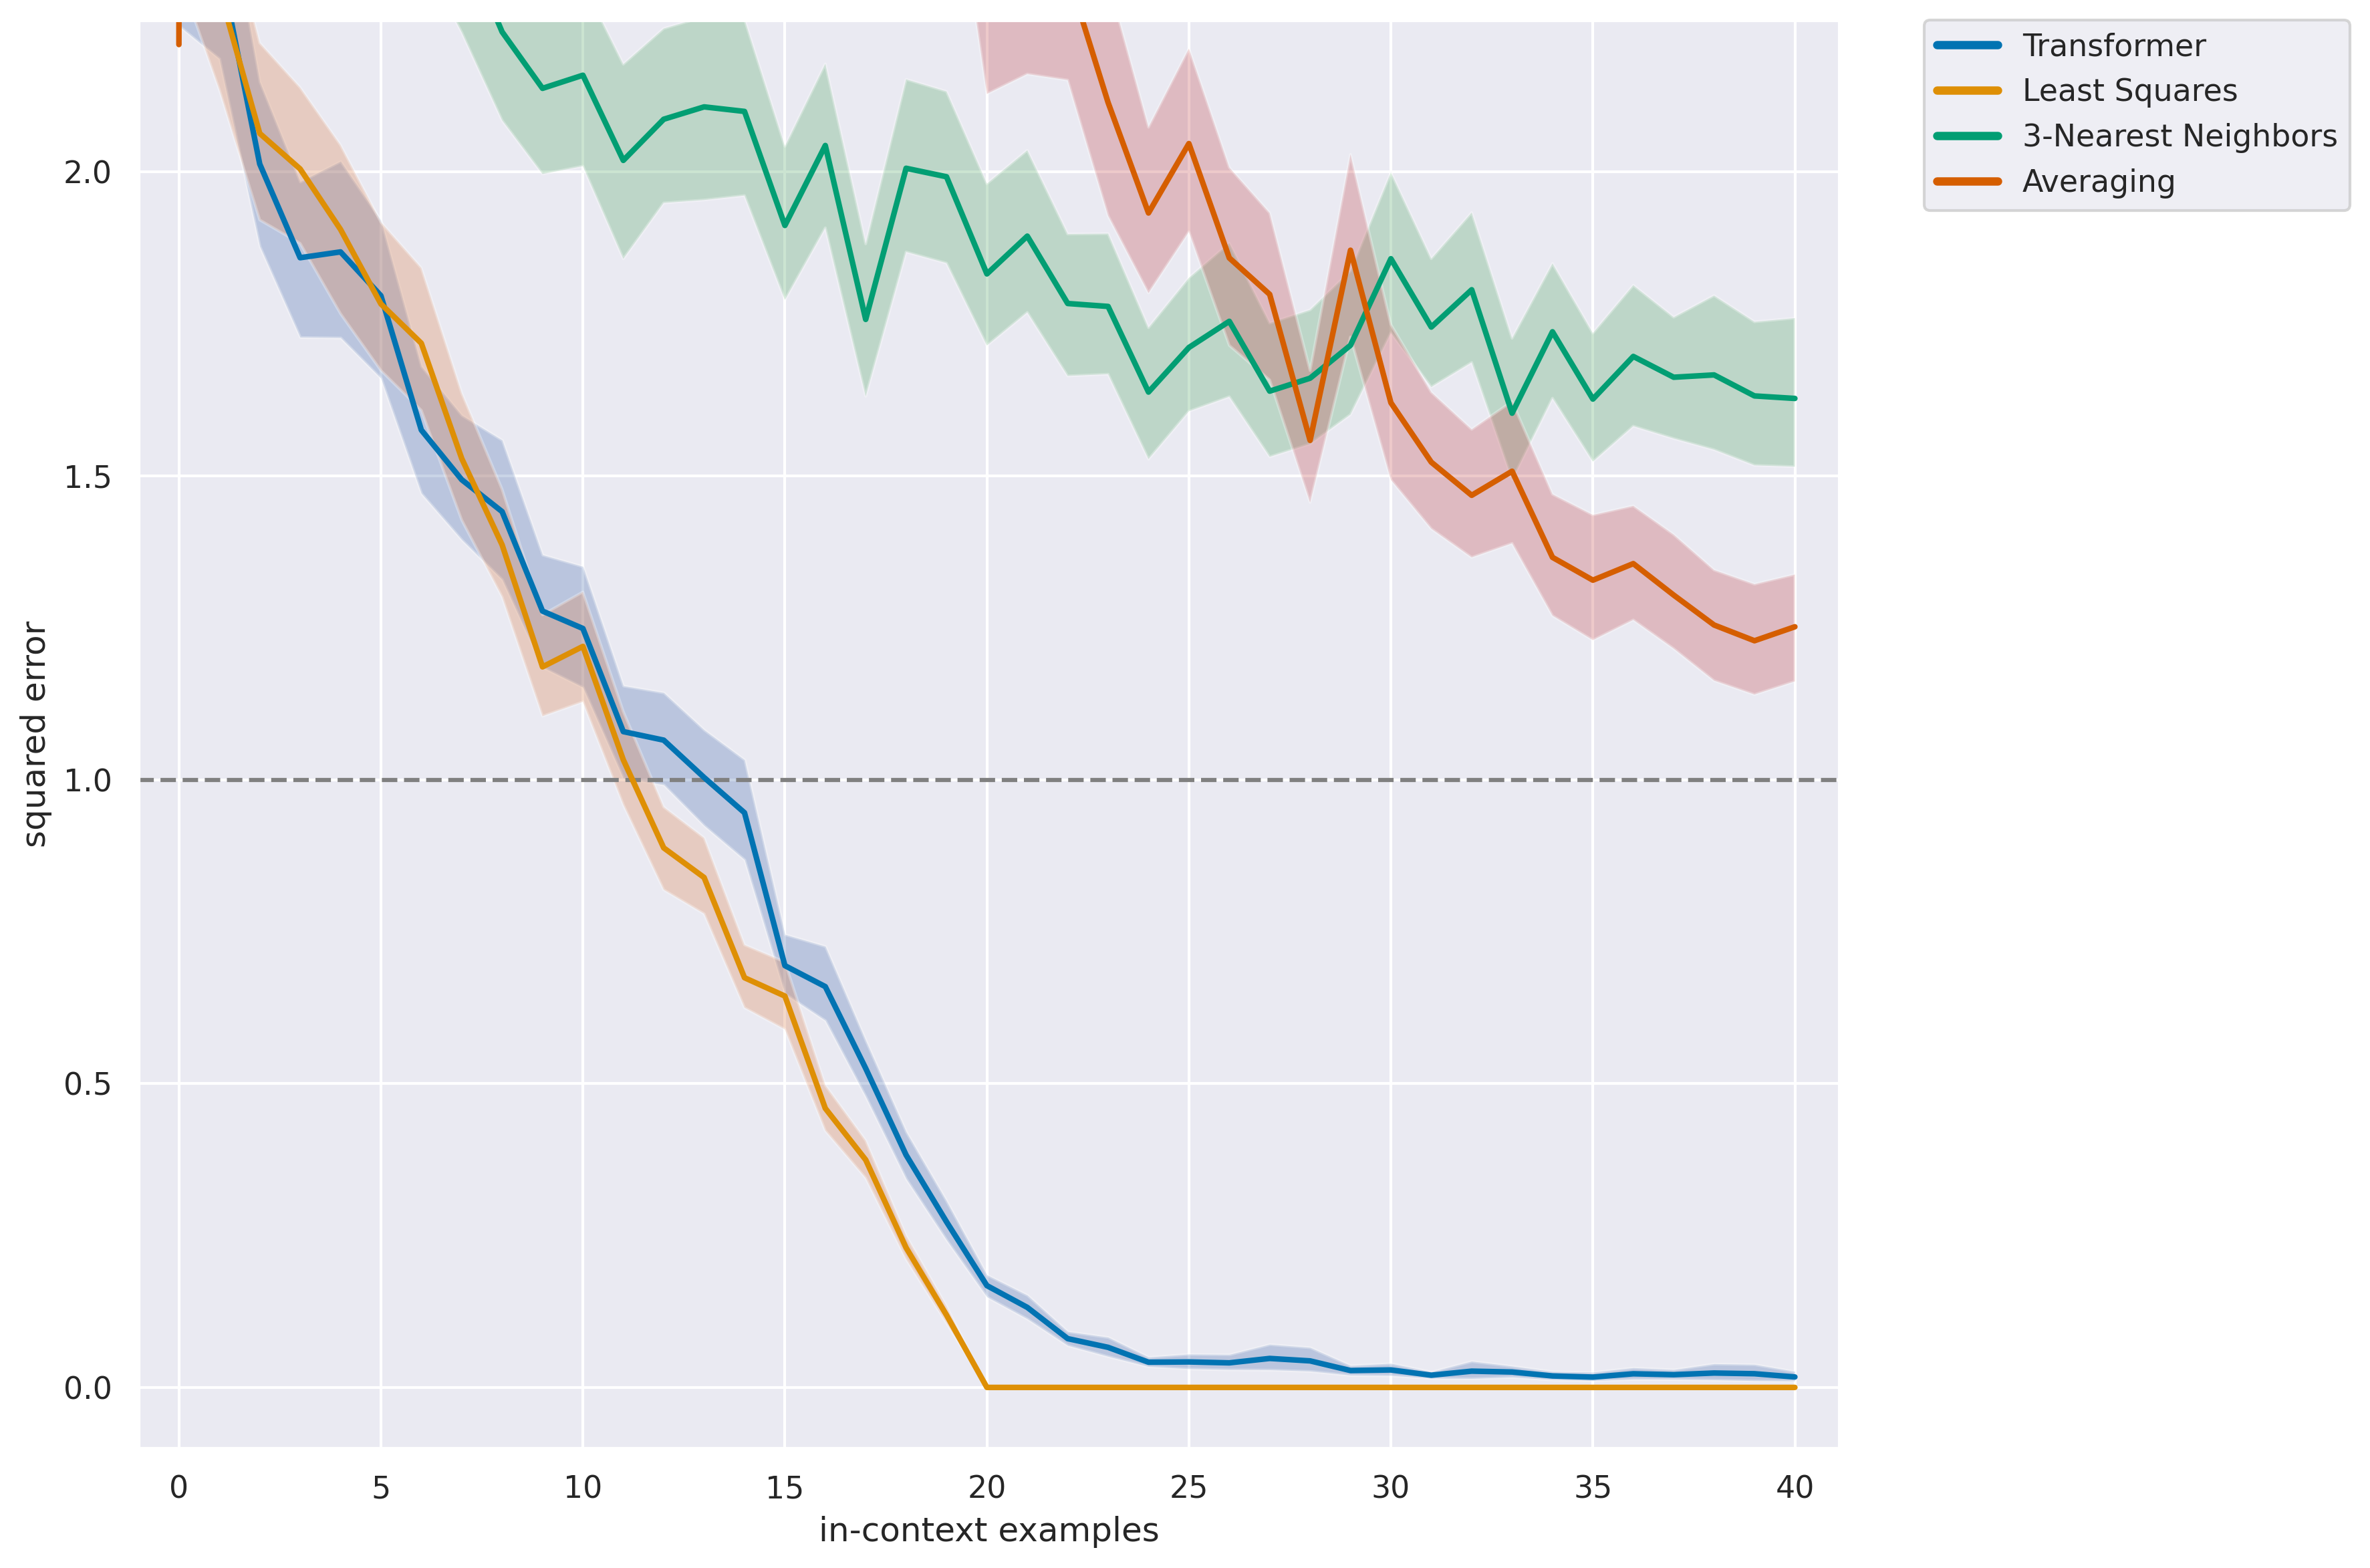 Transformer
Least Squares
3-Nearest Neighbors
Averaging
2.0
1.5
1.0
0.5
0.0
squared error
0 5 10 15 20 25 30 35 40
in-context examples